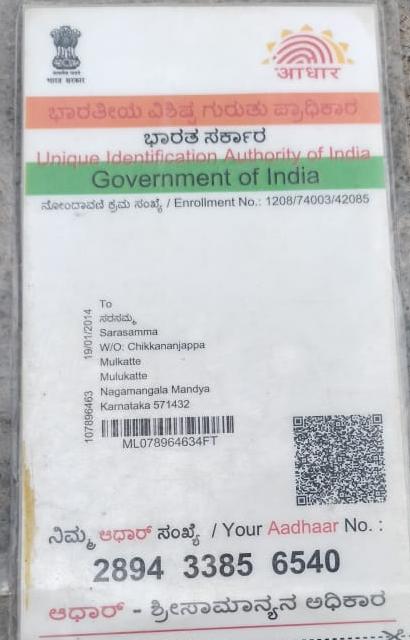 भारत सरकार
आधार
ಭಾರತೀಯ ವಿಶಿಷ್ಟ ಗುರುತು ಪ್ರಾಧಿಕಾರ
ಭಾರತ ಸರ್ಕಾರ
Unique Identification Authority of India
Government of India
ನೋಂದಾವಣಿ ಕ್ರಮ ಸಂಖ್ಯೆ / Enrollment No.: 1208/74003/42085
To
ಸರಸಮ್ಮ
Sarasamma
W/O: Chikkananjappa
Mulkatte
Mulukatte
Nagamangala Mandya
Karnataka 571432
19/01/2014
107896463
ML078964634FT
ನಿಮ್ಮ ಆಧಾರ್ ಸಂಖ್ಯೆ / Your Aadhaar No. :
2894 3385 6540
ಆಧಾರ್ - ಶ್ರೀಸಾಮಾನ್ಯನ ಅಧಿಕಾರ